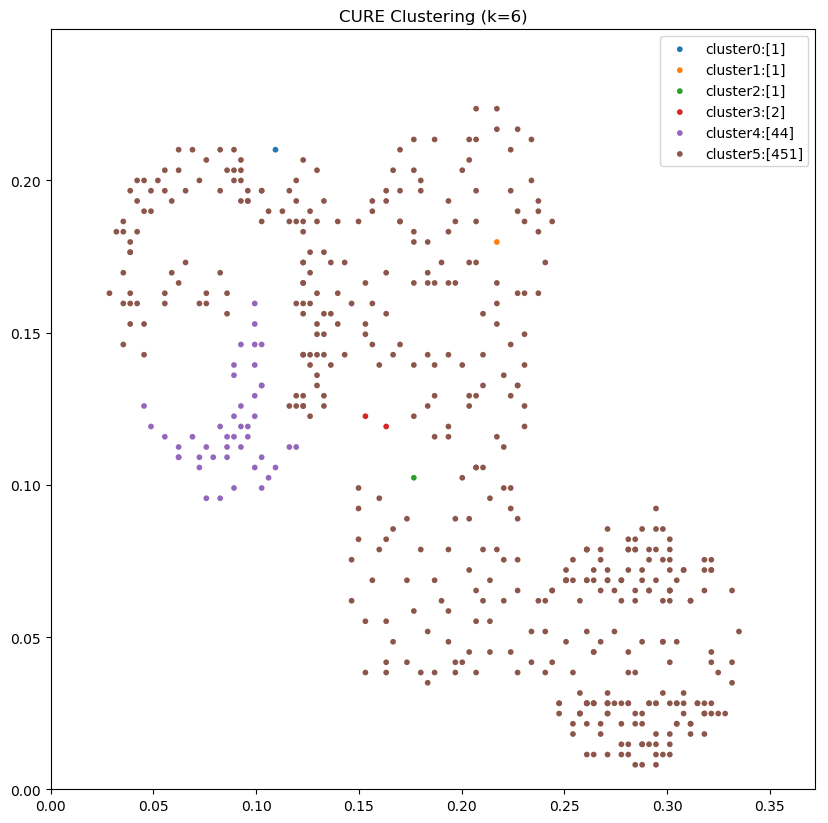 CURE Clustering (k=6)
cluster0:[1]
cluster1:[1]
cluster2:[1]
cluster3:[2]
cluster4:[44]
cluster5:[451]
0.20
0.15
0.10
0.05
0.00
0.00 0.05 0.10 0.15 0.20 0.25 0.30 0.35